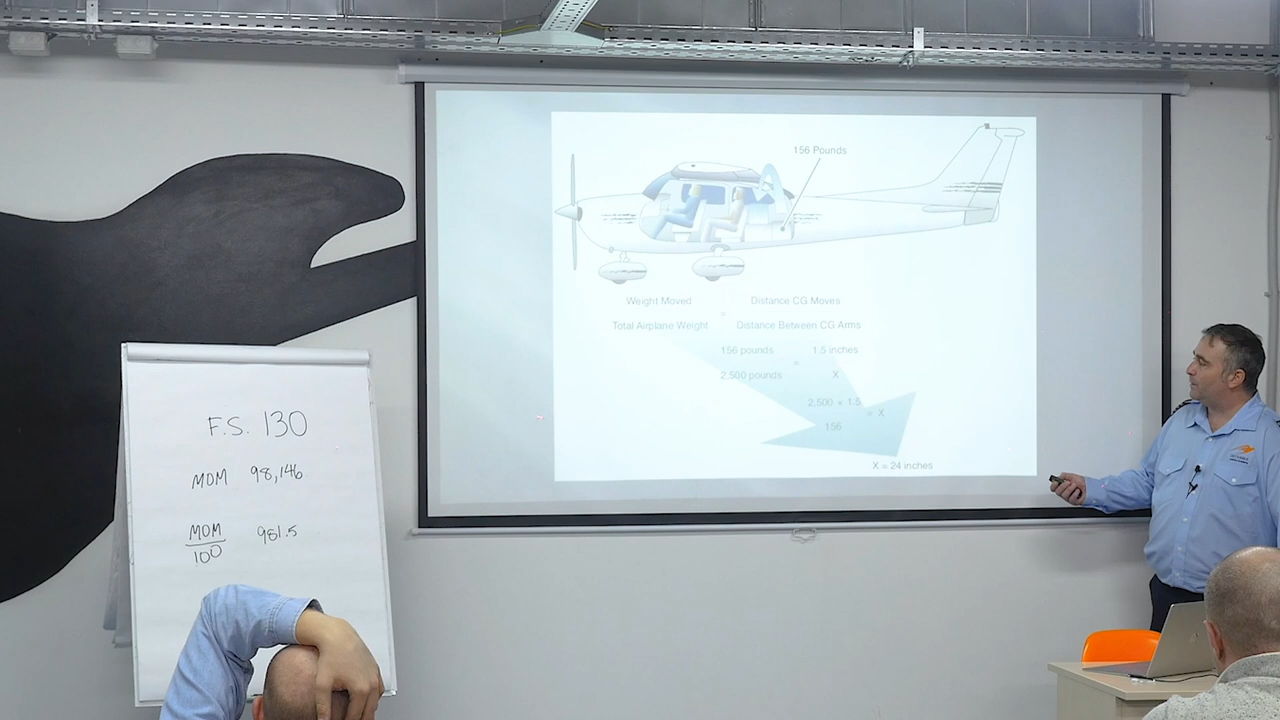 F.S. 130
MOM 98,146
MOM
100
981.5
156 Pounds
Weight Moved
=
Distance CG Moves
Total Airplane Weight
Distance Between CG Arms
156 pounds
=
1.5 inches
2,500 pounds
X
2,500 × 1.5
= X
156
X = 24 inches